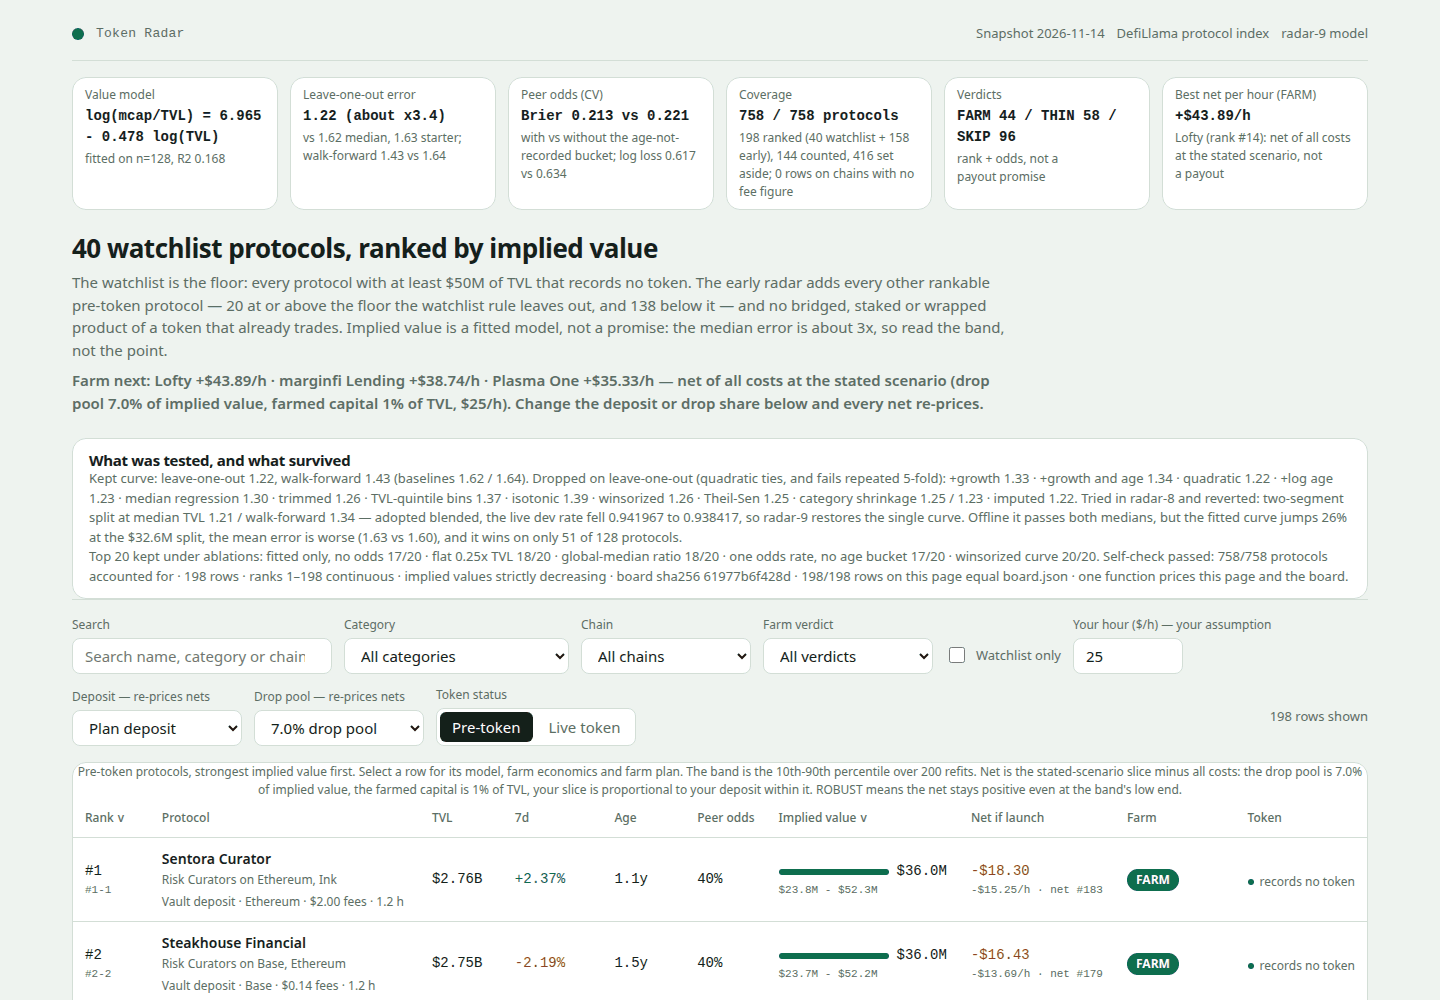 Token Radar
Snapshot 2026-11-14 DefiLlama protocol index radar-9 model
Value model
log(mcap/TVL) = 6.965
- 0.478 log(TVL)
fitted on n=128, R2 0.168
Leave-one-out error
1.22 (about x3.4)
vs 1.62 median, 1.63 starter;
walk-forward 1.43 vs 1.64
Peer odds (CV)
Brier 0.213 vs 0.221
with vs without the age-not-
recorded bucket; log loss 0.617
vs 0.634
Coverage
758 / 758 protocols
198 ranked (40 watchlist + 158
early), 144 counted, 416 set
aside; 0 rows on chains with no
fee figure
Verdicts
FARM 44 / THIN 58 /
SKIP 96
rank + odds, not a
payout promise
Best net per hour (FARM)
+$43.89/h
Lofty (rank #14): net of all costs
at the stated scenario, not
a payout
40 watchlist protocols, ranked by implied value
The watchlist is the floor: every protocol with at least $50M of TVL that records no token. The early radar adds every other rankable
pre-token protocol — 20 at or above the floor the watchlist rule leaves out, and 138 below it — and no bridged, staked or wrapped
product of a token that already trades. Implied value is a fitted model, not a promise: the median error is about 3x, so read the band,
not the point.
Farm next: Lofty +$43.89/h · marginfi Lending +$38.74/h · Plasma One +$35.33/h — net of all costs at the stated scenario (drop
pool 7.0% of implied value, farmed capital 1% of TVL, $25/h). Change the deposit or drop share below and every net re-prices.
What was tested, and what survived
Kept curve: leave-one-out 1.22, walk-forward 1.43 (baselines 1.62 / 1.64). Dropped on leave-one-out (quadratic ties, and fails repeated 5-fold): +growth 1.33 · +growth and age 1.34 · quadratic 1.22 · +log age
1.23 · median regression 1.30 · trimmed 1.26 · TVL-quintile bins 1.37 · isotonic 1.39 · winsorized 1.26 · Theil-Sen 1.25 · category shrinkage 1.25 / 1.23 · imputed 1.22. Tried in radar-8 and reverted: two-segment
split at median TVL 1.21 / walk-forward 1.34 — adopted blended, the live dev rate fell 0.941967 to 0.938417, so radar-9 restores the single curve. Offline it passes both medians, but the fitted curve jumps 26%
at the $32.6M split, the mean error is worse (1.63 vs 1.60), and it wins on only 51 of 128 protocols.
Top 20 kept under ablations: fitted only, no odds 17/20 · flat 0.25x TVL 18/20 · global-median ratio 18/20 · one odds rate, no age bucket 17/20 · winsorized curve 20/20. Self-check passed: 758/758 protocols
accounted for · 198 rows · ranks 1–198 continuous · implied values strictly decreasing · board sha256 61977b6f428d · 198/198 rows on this page equal board.json · one function prices this page and the board.
Search
Search name, category or chain
Category
All categories
Chain
All chains
Farm verdict
All verdicts
Watchlist only
Your hour ($/h) — your assumption
25
Deposit — re-prices nets
Plan deposit
Drop pool — re-prices nets
7.0% drop pool
Token status
Pre-token Live token
198 rows shown
Pre-token protocols, strongest implied value first. Select a row for its model, farm economics and farm plan. The band is the 10th-90th percentile over 200 refits. Net is the stated-scenario slice minus all costs: the drop pool is 7.0%
of implied value, the farmed capital is 1% of TVL, your slice is proportional to your deposit within it. ROBUST means the net stays positive even at the band's low end.
Rank v Protocol TVL 7d Age Peer odds Implied value v Net if launch Farm Token
#1
#1-1
Sentora Curator
Risk Curators on Ethereum, Ink
Vault deposit · Ethereum · $2.00 fees · 1.2 h
$2.76B
+2.37%
1.1y
40%
$36.0M
$23.8M - $52.3M
-$18.30
-$15.25/h · net #183
FARM
records no token
#2
#2-2
Steakhouse Financial
Risk Curators on Base, Ethereum
Vault deposit · Base · $0.14 fees · 1.2 h
$2.75B
-2.19%
1.5y
40%
$36.0M
$23.7M - $52.2M
-$16.43
-$13.69/h · net #179
FARM
records no token